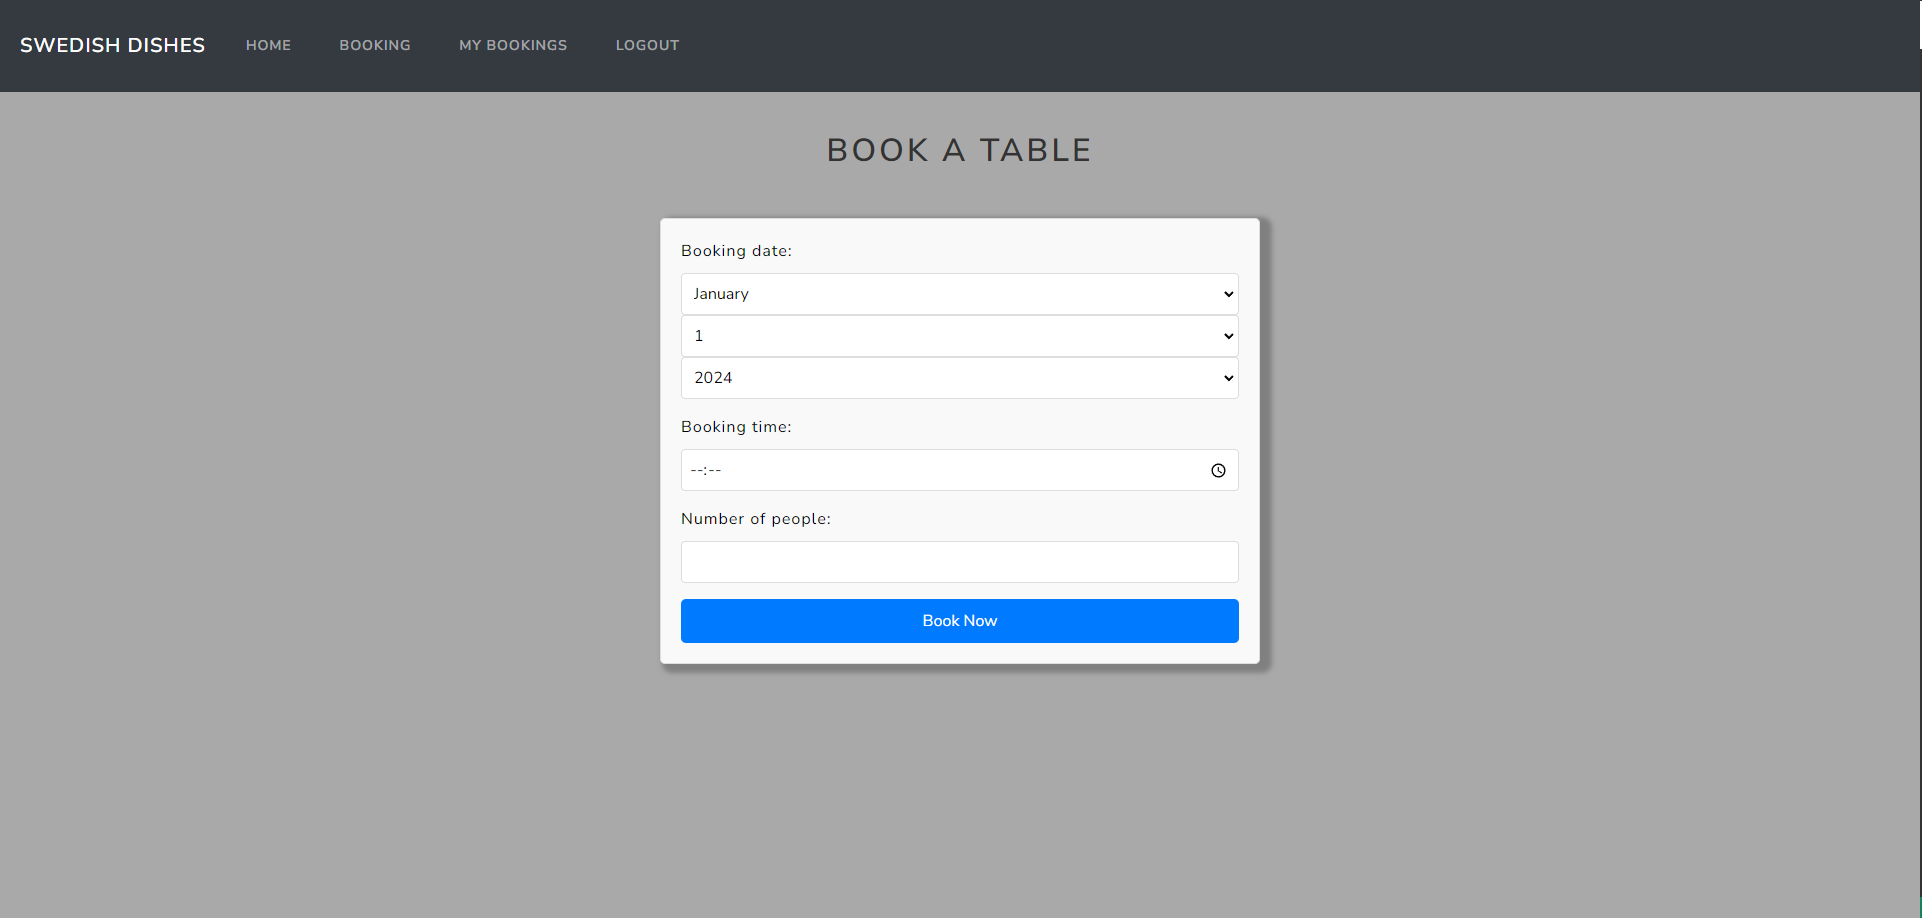 SWEDISH DISHES HOME BOOKING MY BOOKINGS LOGOUT
BOOK A TABLE
Booking date:
January
1
2024
Booking time:
--:--
Number of people:
Book Now